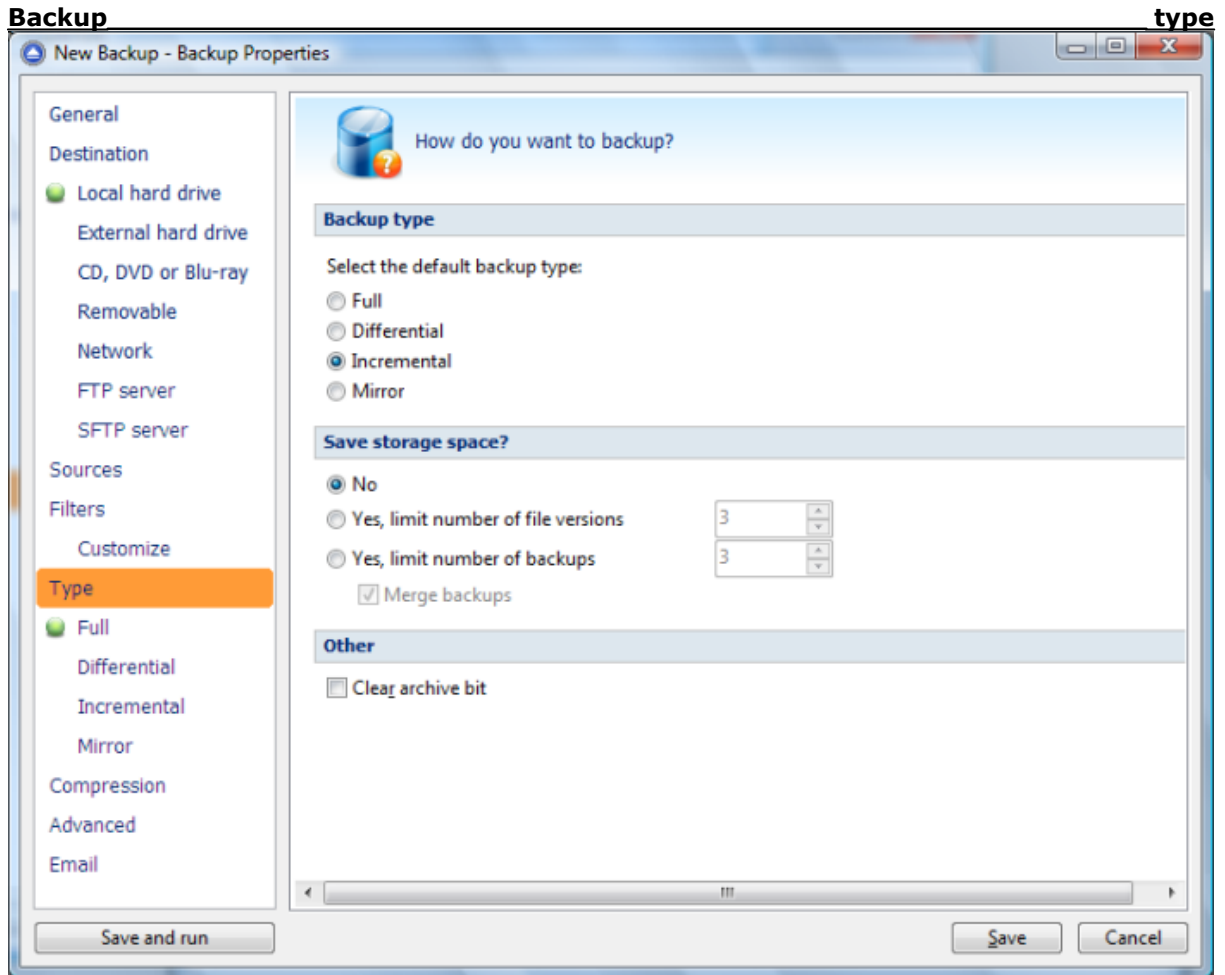 Backup type
New Backup - Backup Properties
General
Destination
Local hard drive
External hard drive
CD, DVD or Blu-ray
Removable
Network
FTP server
SFTP server
Sources
Filters
Customize
Type
Full
Differential
Incremental
Mirror
Compression
Advanced
Email
How do you want to backup?
Backup type
Select the default backup type:
Full
Differential
Incremental
Mirror
Save storage space?
No
Yes, limit number of file versions 3
Yes, limit number of backups 3
Merge backups
Other
Clear archive bit
Save and run
Save Cancel